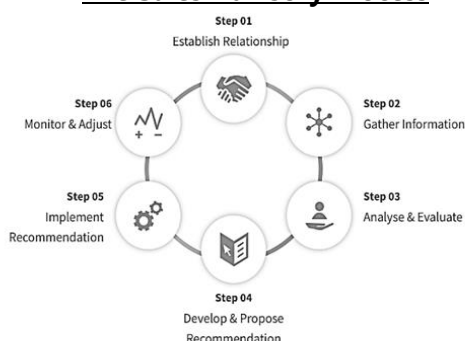 Step 01
Establish Relationship
Step 02
Gather Information
Step 03
Analyse & Evaluate
Step 04
Develop & Propose
Recommendation
Step 05
Implement
Recommendation
Step 06
Monitor & Adjust